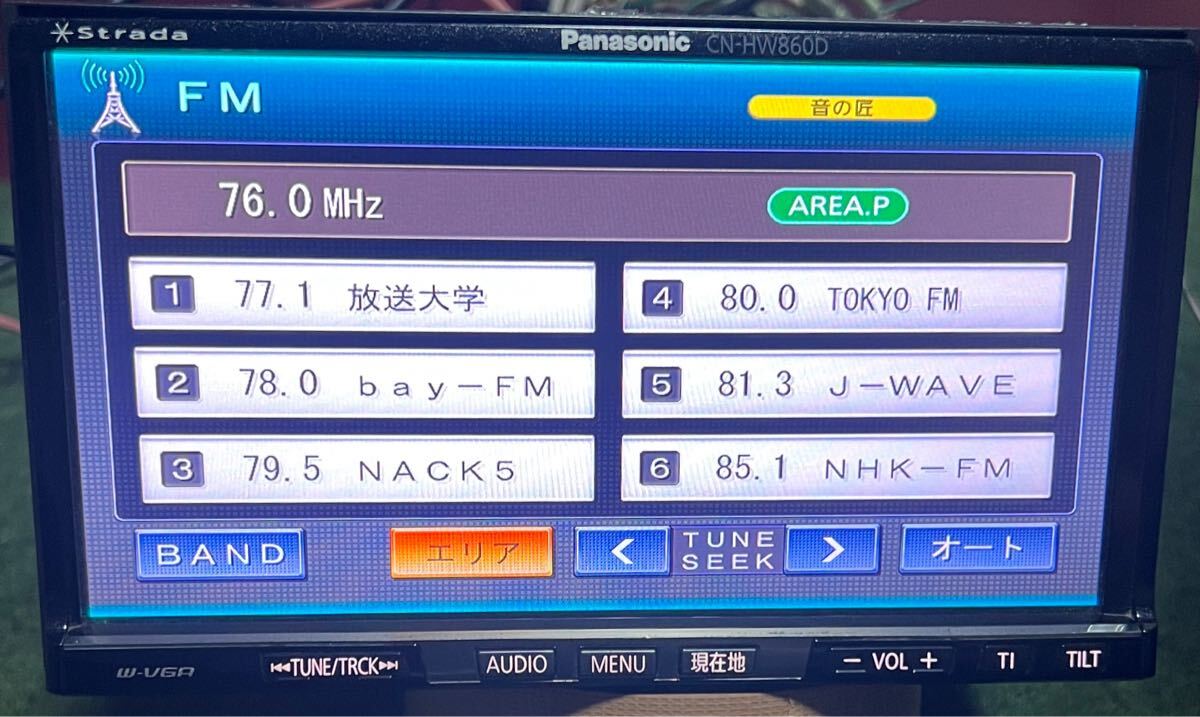 Strada
Panasonic CN-HW860D
FM
音の匠
76.0 MHz AREA.P
1 77.1 放送大学
2 78.0 bay-FM
3 79.5 NACK5
4 80.0 TOKYO FM
5 81.3 J-WAVE
6 85.1 NHK-FM
BAND
エリア
< TUNE SEEK >
オート
W-VGA
TUNE/TRCK
AUDIO
MENU
現在地
− VOL +
TILT